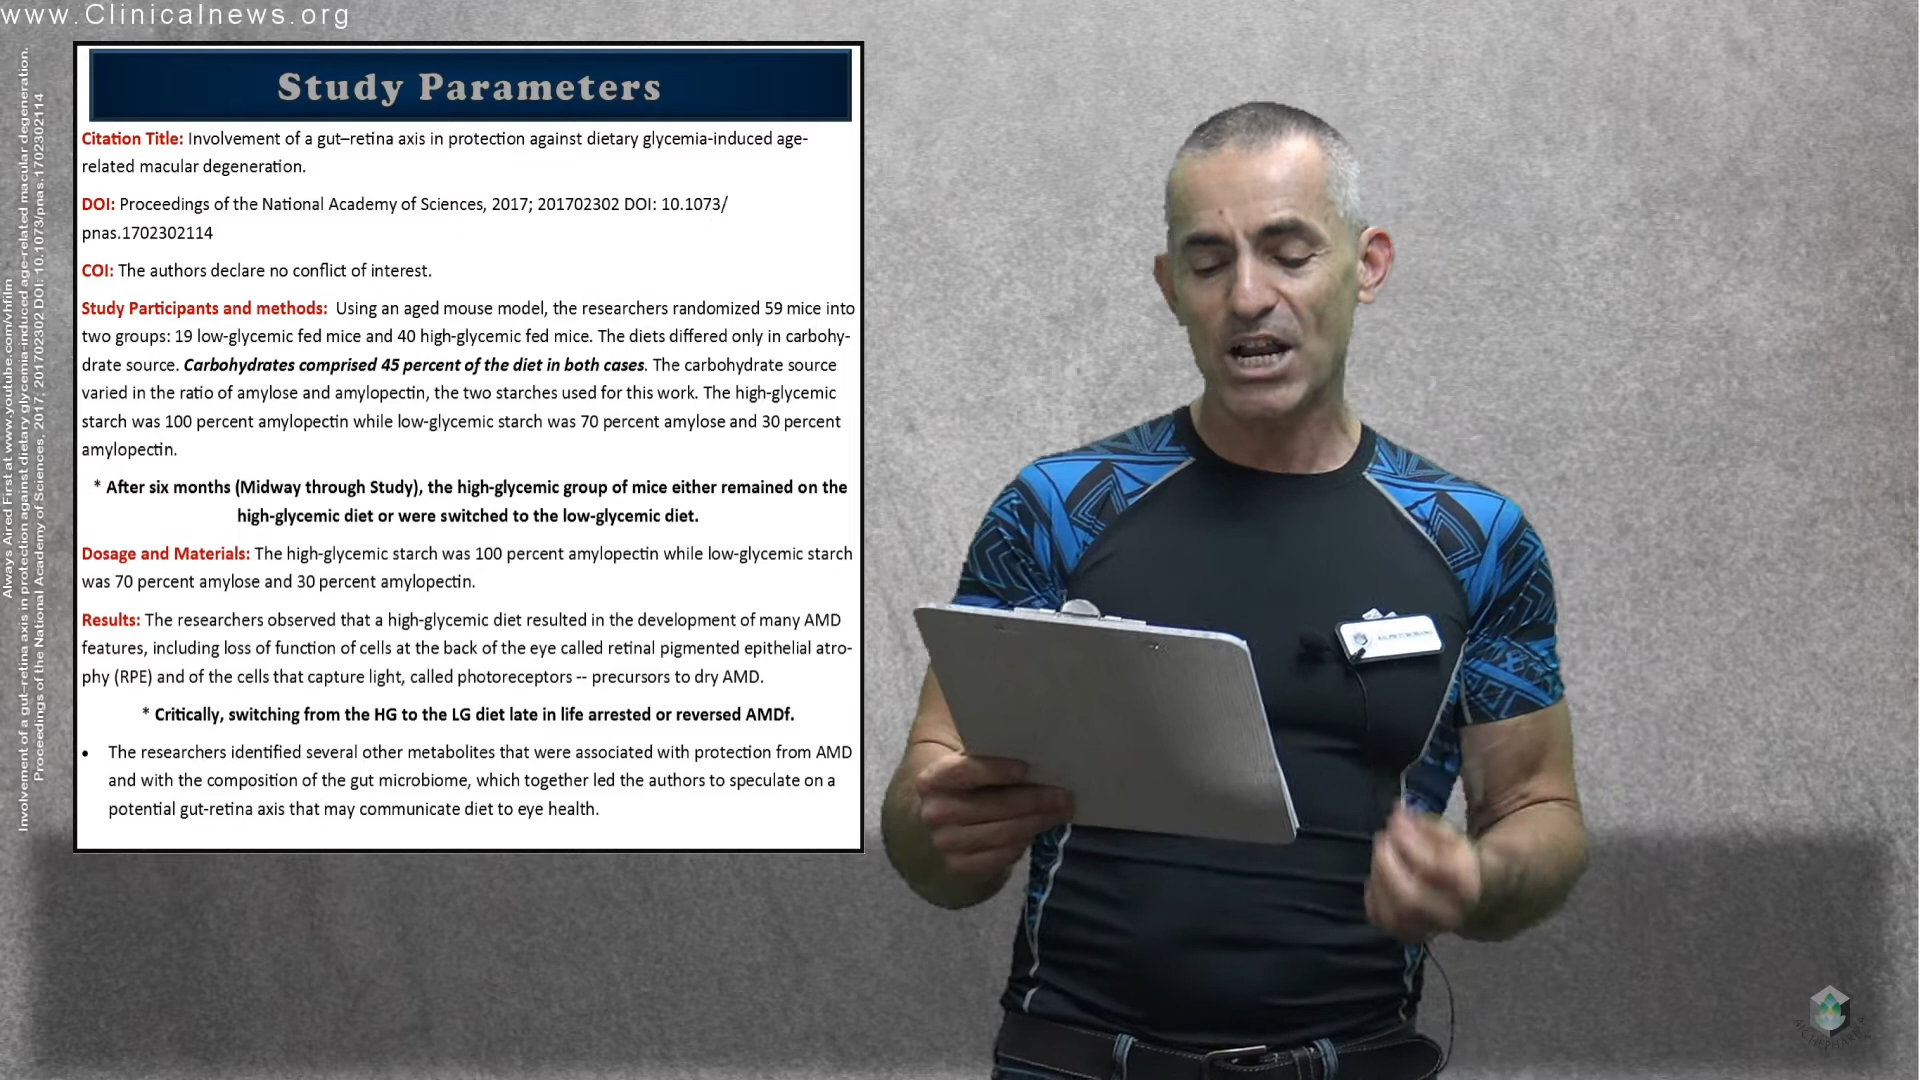 www.Clinicalnews.org
Always Aired First at www.youtube.com/vhfilm
Involvement of a gut–retina axis in protection against dietary glycemia-induced age-related macular degeneration.
Proceedings of the National Academy of Sciences, 2017; 201702302 DOI: 10.1073/pnas.1702302114
Study Parameters
Citation Title: Involvement of a gut–retina axis in protection against dietary glycemia-induced age-
related macular degeneration.
DOI: Proceedings of the National Academy of Sciences, 2017; 201702302 DOI: 10.1073/
pnas.1702302114
COI: The authors declare no conflict of interest.
Study Participants and methods: Using an aged mouse model, the researchers randomized 59 mice into
two groups: 19 low-glycemic fed mice and 40 high-glycemic fed mice. The diets differed only in carbohy-
drate source. Carbohydrates comprised 45 percent of the diet in both cases. The carbohydrate source
varied in the ratio of amylose and amylopectin, the two starches used for this work. The high-glycemic
starch was 100 percent amylopectin while low-glycemic starch was 70 percent amylose and 30 percent
amylopectin.
* After six months (Midway through Study), the high-glycemic group of mice either remained on the
high-glycemic diet or were switched to the low-glycemic diet.
Dosage and Materials: The high-glycemic starch was 100 percent amylopectin while low-glycemic starch
was 70 percent amylose and 30 percent amylopectin.
Results: The researchers observed that a high-glycemic diet resulted in the development of many AMD
features, including loss of function of cells at the back of the eye called retinal pigmented epithelial atro-
phy (RPE) and of the cells that capture light, called photoreceptors -- precursors to dry AMD.
* Critically, switching from the HG to the LG diet late in life arrested or reversed AMDf.
• The researchers identified several other metabolites that were associated with protection from AMD
and with the composition of the gut microbiome, which together led the authors to speculate on a
potential gut-retina axis that may communicate diet to eye health.